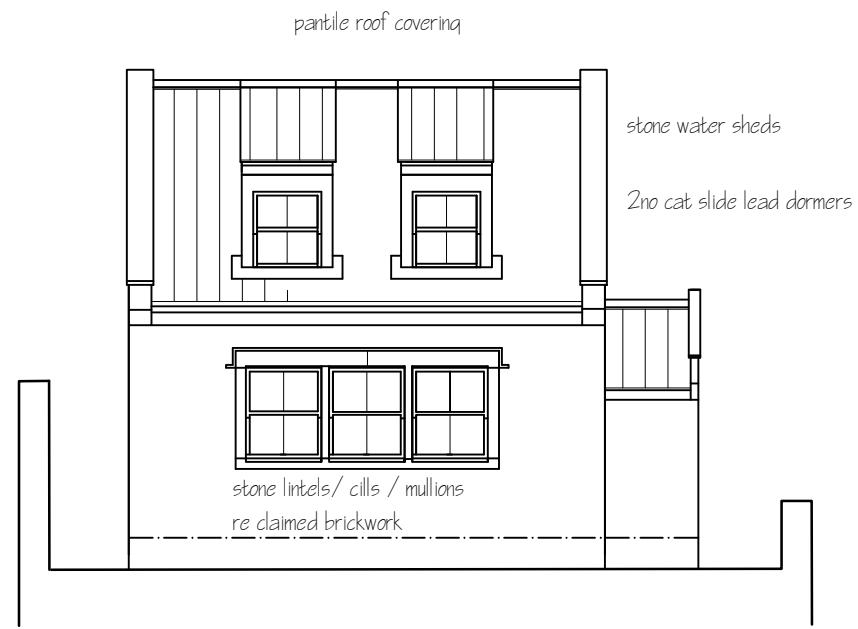 pantile roof covering
stone water sheds
2no cat slide lead dormers
stone lintels/ cills / mullions
re claimed brickwork